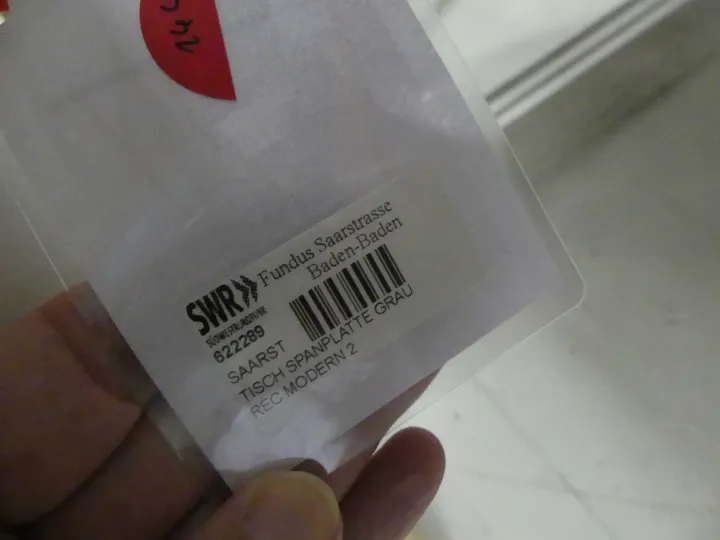 Fundus Saarstrasse
Baden-Baden
SWR»
SÜDWESTRUNDFUNK
622289
SAARST
TISCH SPANPLATTE GRAU
REC MODERN 2